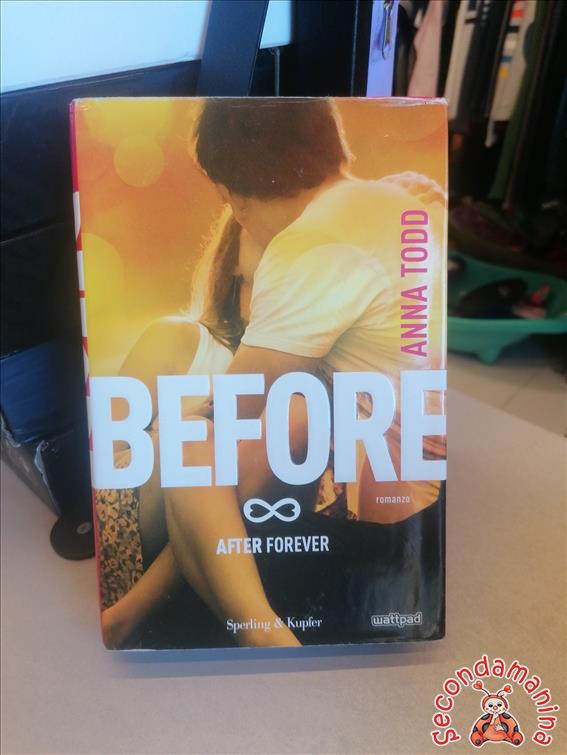 ANNA TODD
BEFORE
romanzo
AFTER FOREVER
Sperling & Kupfer
wattpad
Secondamanina